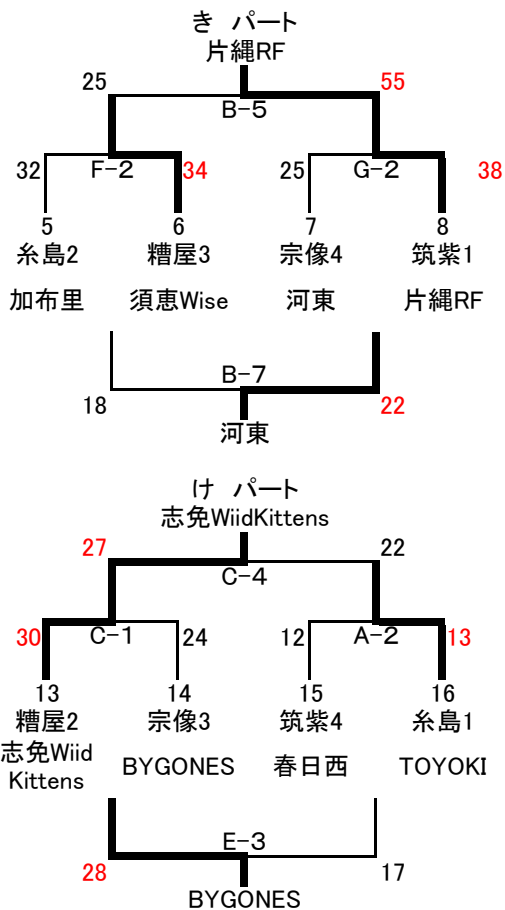 き パート
片縄RF
25
55
B-5
32
F-2
34
25
G-2
38
5
6
7
8
糸島2
糟屋3
宗像4
筑紫1
加布里
須恵Wise
河東
片縄RF
B-7
18
22
河東
け パート
志免WiidKittens
27
22
C-4
30
C-1
24
12
A-2
13
13
14
15
16
糟屋2
宗像3
筑紫4
糸島1
志免Wiid
Kittens
BYGONES
春日西
TOYOKI
E-3
28
17
BYGONES